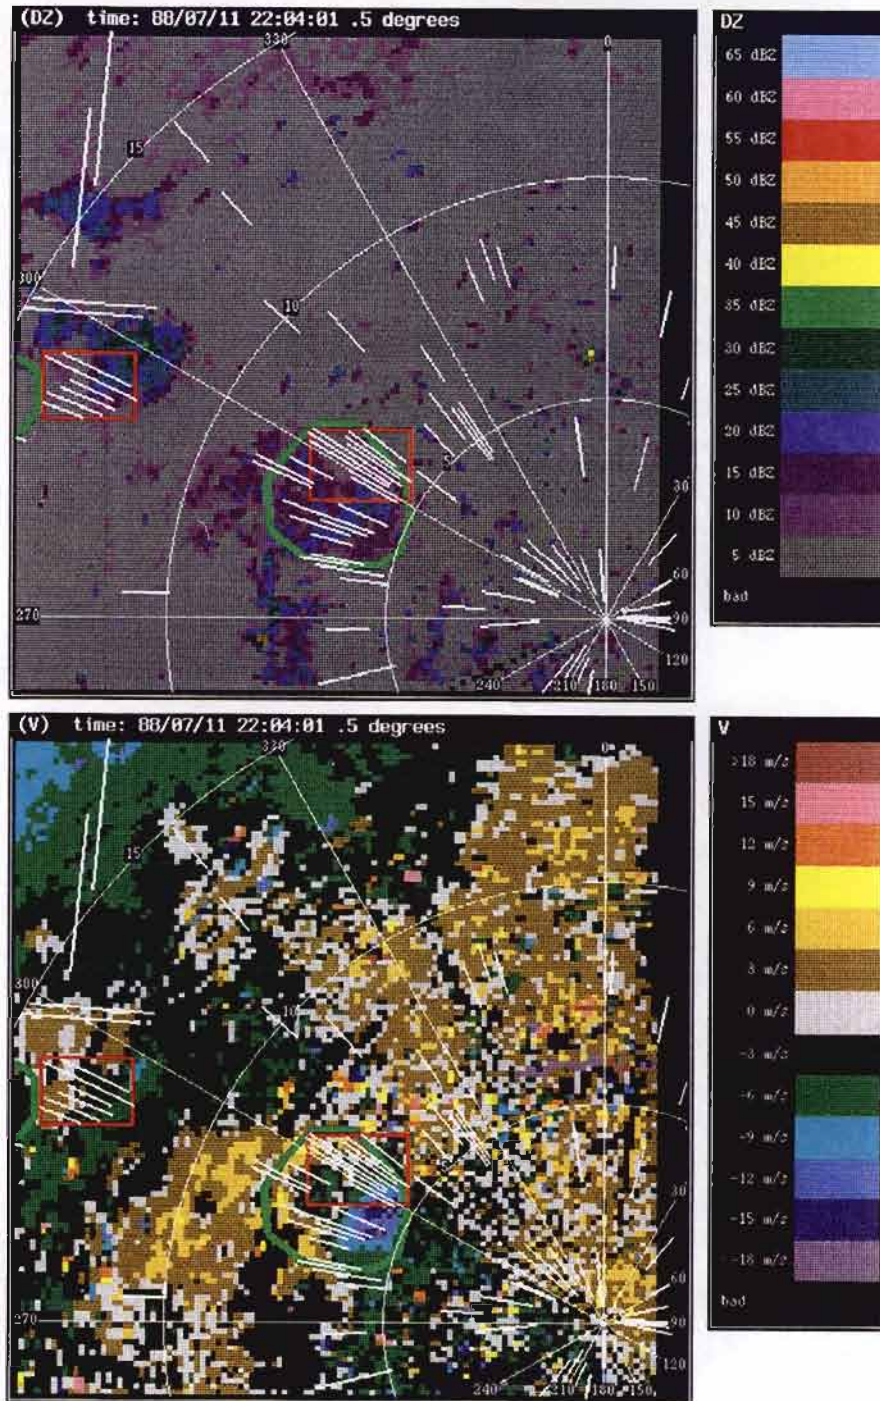 (DZ) time: 88/07/11 22:04:01 .5 degrees
330
0
15
300
10
5
30
60
270
90
120
240
210
180
150
DZ
65 dBZ
60 dBZ
55 dBZ
50 dBZ
45 dBZ
40 dBZ
35 dBZ
30 dBZ
25 dBZ
20 dBZ
15 dBZ
10 dBZ
5 dBZ
bad
(V) time: 88/07/11 22:04:01 .5 degrees
330
0
15
300
10
5
30
60
270
90
120
240
210
180
150
V
>18 m/s
15 m/s
12 m/s
9 m/s
6 m/s
3 m/s
0 m/s
-3 m/s
-6 m/s
-9 m/s
-12 m/s
-15 m/s
-18 m/s
bad